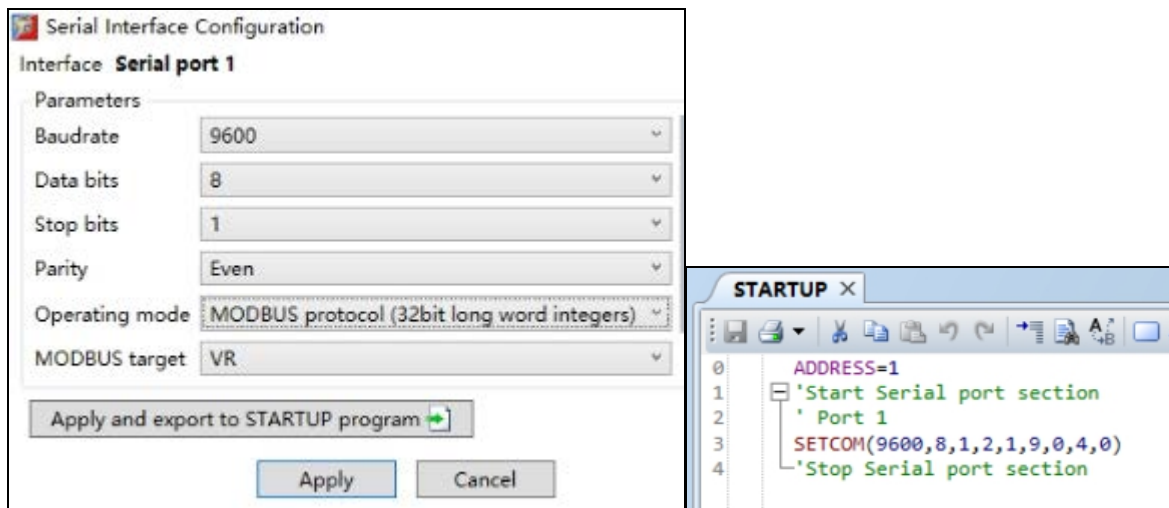 Serial Interface Configuration
Interface Serial port 1
Parameters
Baudrate 9600
Data bits 8
Stop bits 1
Parity Even
Operating mode MODBUS protocol (32bit long word integers)
MODBUS target VR
Apply and export to STARTUP program
Apply Cancel
STARTUP
0 ADDRESS=1
1 'Start Serial port section
2 ' Port 1
3 SETCOM(9600,8,1,2,1,9,0,4,0)
4 'Stop Serial port section